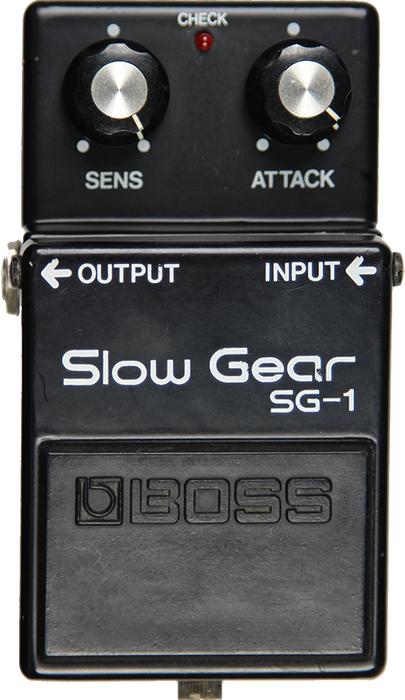 CHECK
SENS ATTACK
OUTPUT INPUT
Slow Gear
SG-1
BOSS